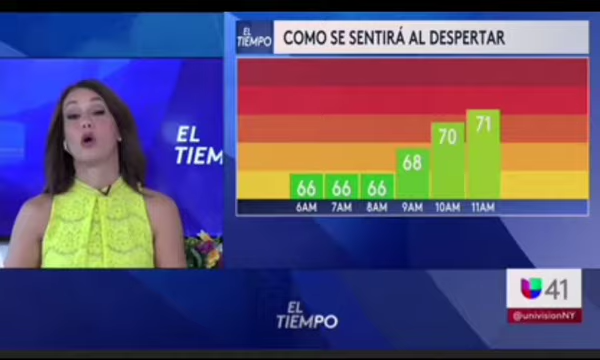 EL
TIEMPO
COMO SE SENTIRÁ AL DESPERTAR
EL
TIEM
66 66 66 68 70 71
6AM 7AM 8AM 9AM 10AM 11AM
41
@univisionNY
EL
TIEMPO